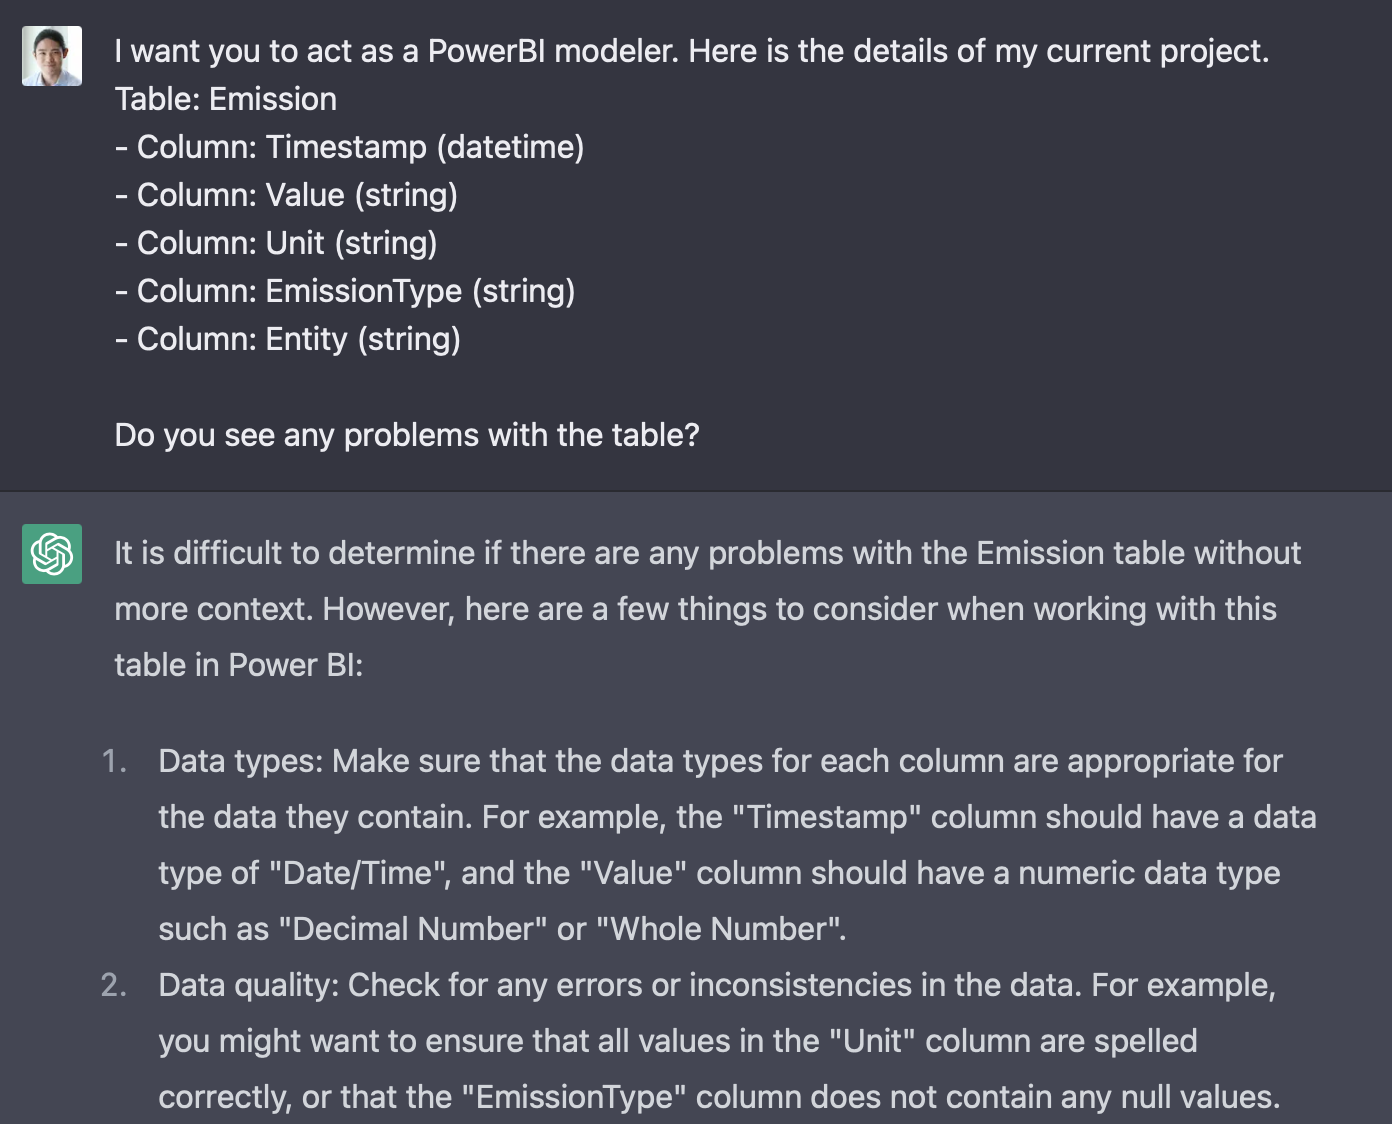 I want you to act as a PowerBI modeler. Here is the details of my current project.
Table: Emission
- Column: Timestamp (datetime)
- Column: Value (string)
- Column: Unit (string)
- Column: EmissionType (string)
- Column: Entity (string)
Do you see any problems with the table?
It is difficult to determine if there are any problems with the Emission table without
more context. However, here are a few things to consider when working with this
table in Power BI:
1. Data types: Make sure that the data types for each column are appropriate for
the data they contain. For example, the "Timestamp" column should have a data
type of "Date/Time", and the "Value" column should have a numeric data type
such as "Decimal Number" or "Whole Number".
2. Data quality: Check for any errors or inconsistencies in the data. For example,
you might want to ensure that all values in the "Unit" column are spelled
correctly, or that the "EmissionType" column does not contain any null values.